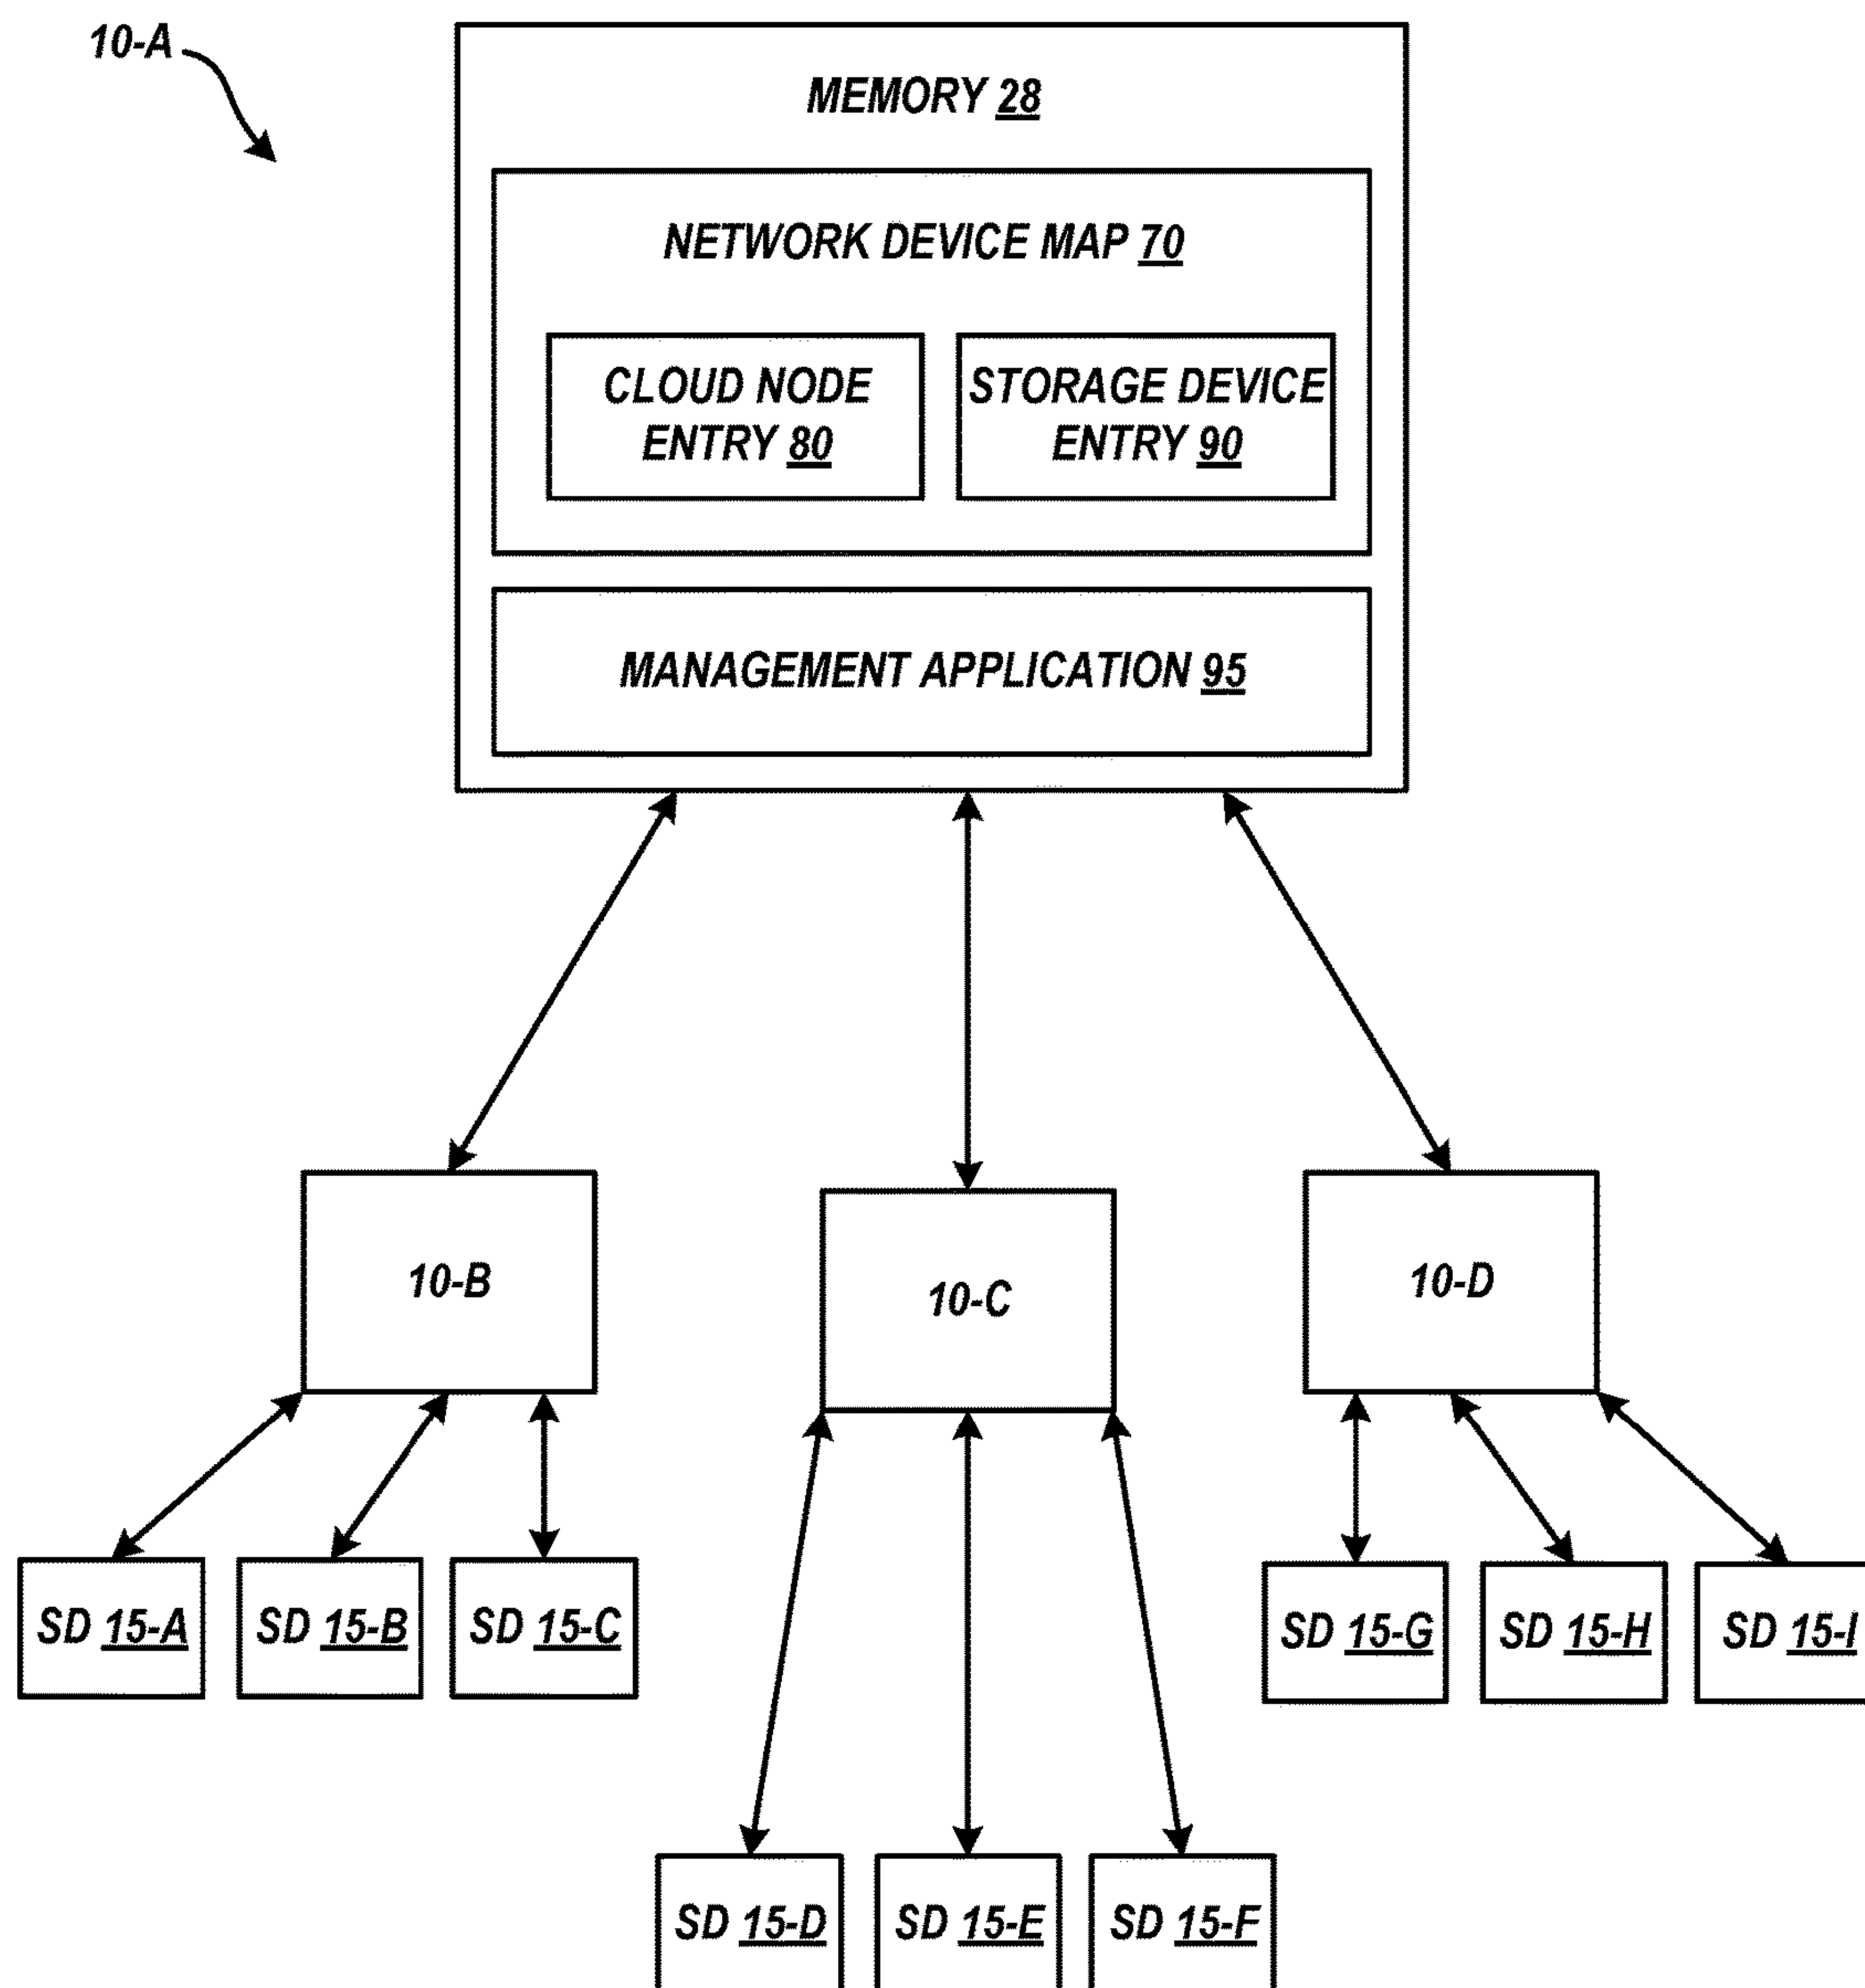 10-A
MEMORY 28
NETWORK DEVICE MAP 70
CLOUD NODE
ENTRY 80
STORAGE DEVICE
ENTRY 90
MANAGEMENT APPLICATION 95
10-B
10-C
10-D
SD 15-A
SD 15-B
SD 15-C
SD 15-G
SD 15-H
SD 15-I
SD 15-D
SD 15-E
SD 15-F